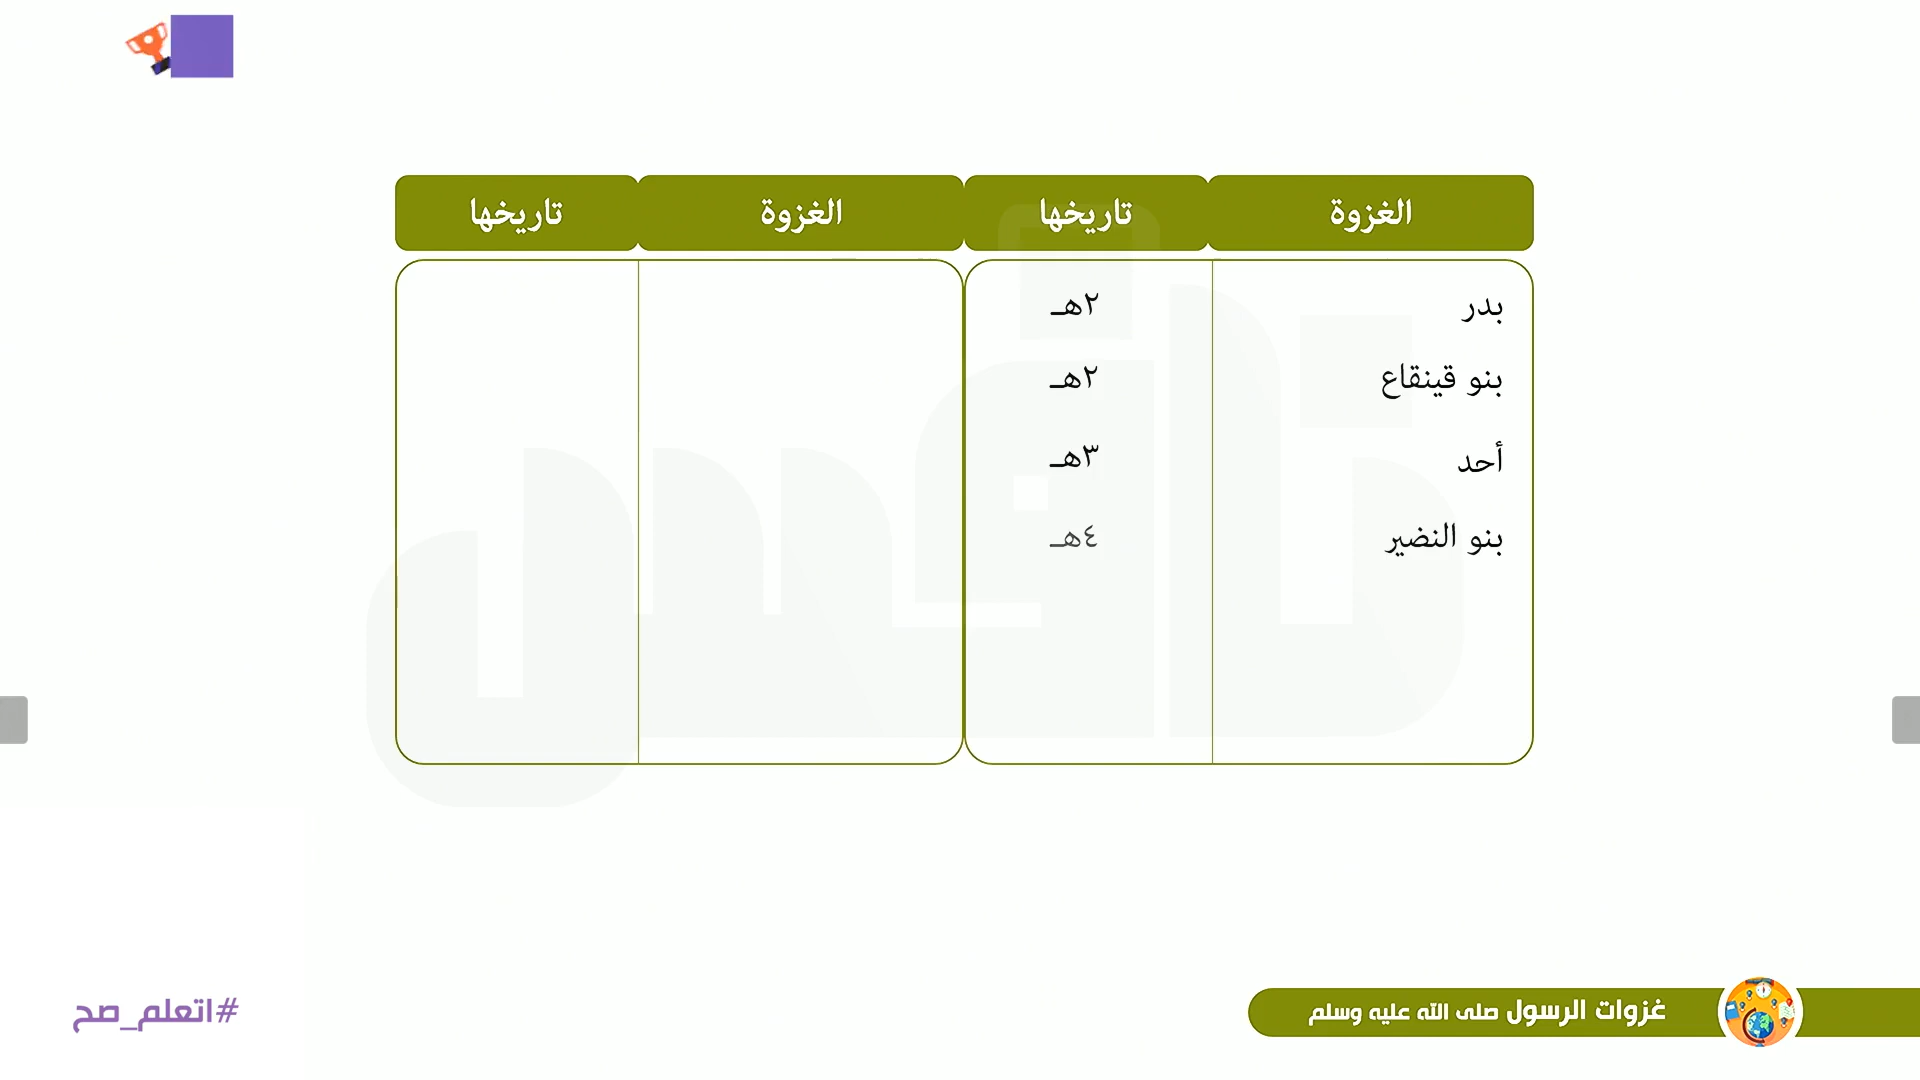 الغزوة تاريخها الغزوة تاريخها
بدر ٢هـ
بنو قينقاع ٢هـ
أحد ٣هـ
بنو النضير ٤هـ
غزوات الرسول صلى الله عليه وسلم
#اتعلم_صح